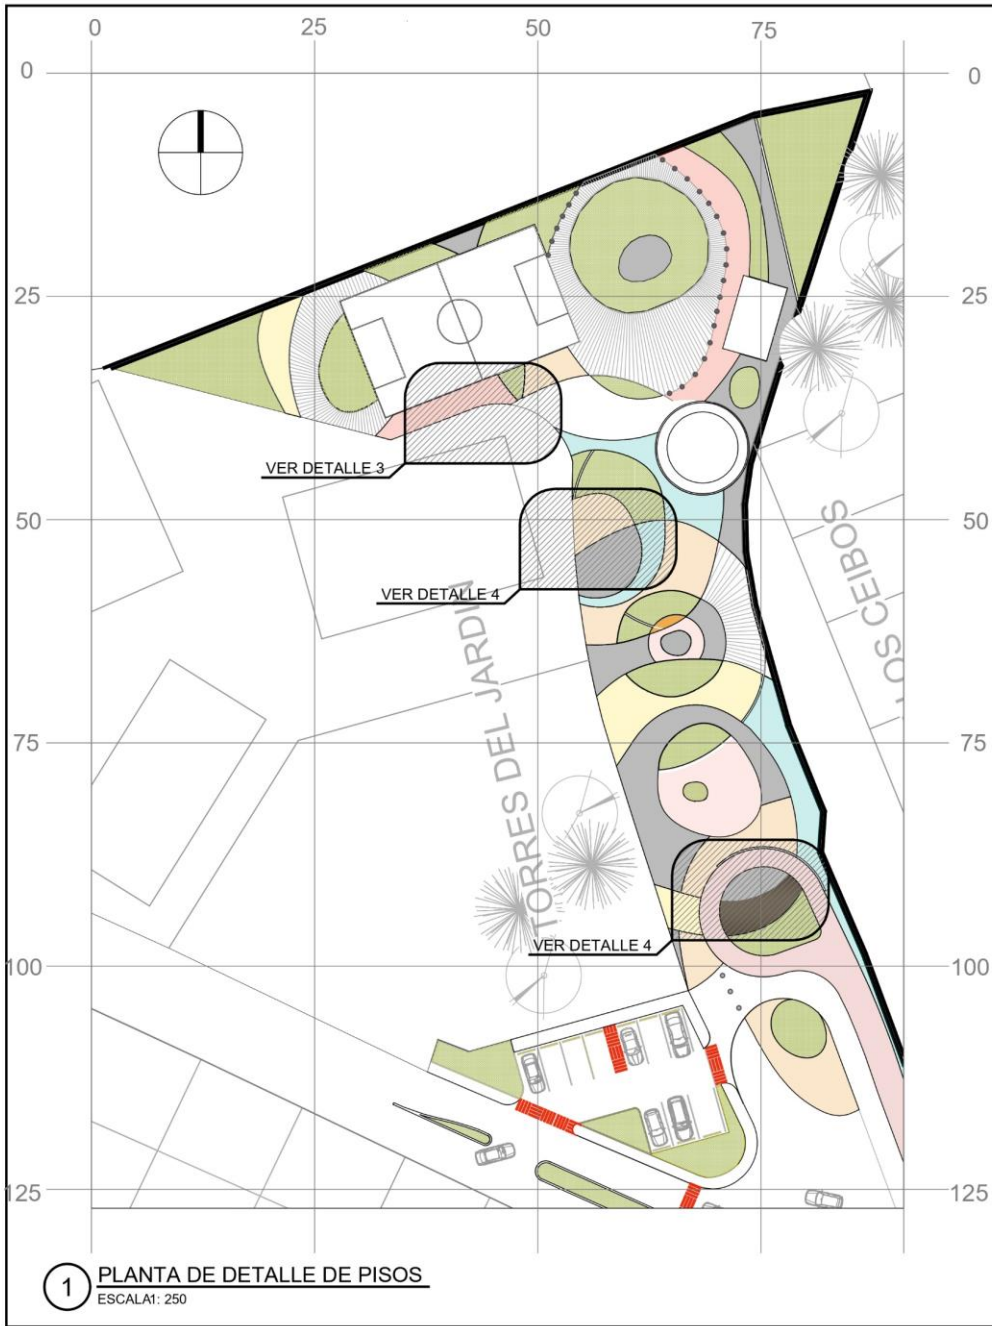 0 25 50 75
0 0
25 25
VER DETALLE 3
50 50
VER DETALLE 4
TORRES DEL JARDIN
LOS CEIBOS
75 75
VER DETALLE 4
100 100
125 125
1 PLANTA DE DETALLE DE PISOS
ESCALA1: 250